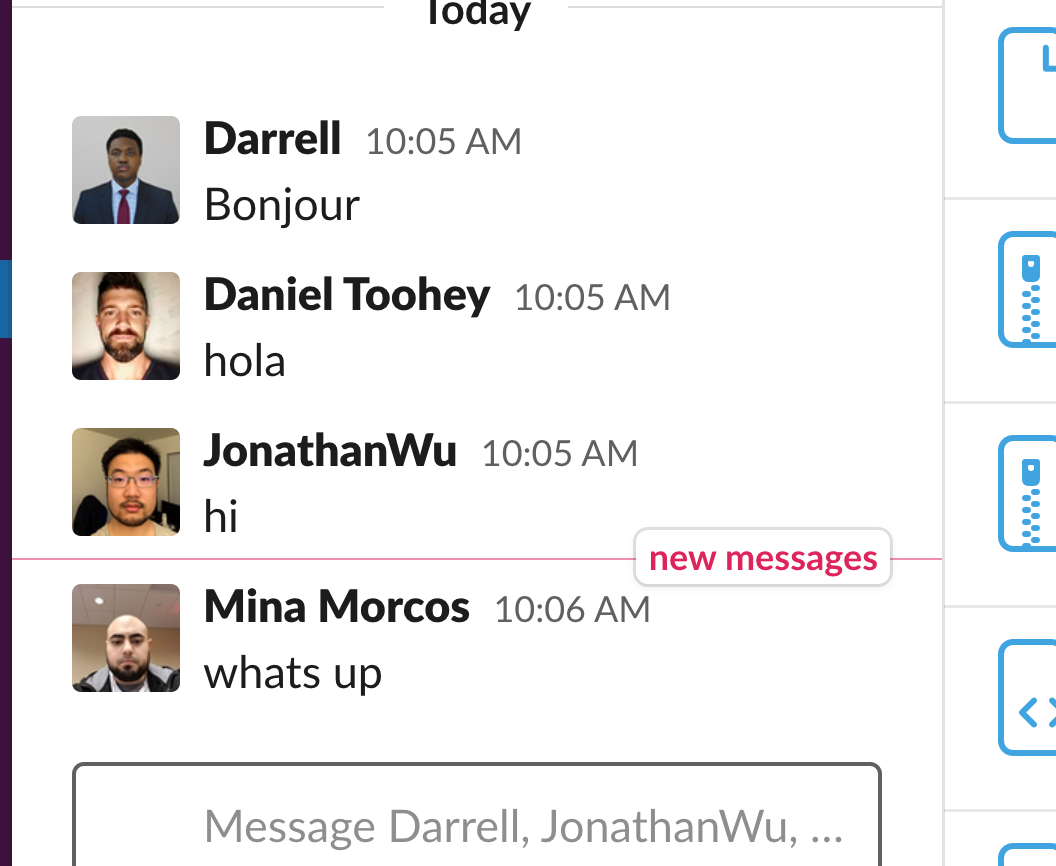 Today
Darrell 10:05 AM
Bonjour
Daniel Toohey 10:05 AM
hola
JonathanWu 10:05 AM
hi
new messages
Mina Morcos 10:06 AM
whats up
Message Darrell, JonathanWu, ...